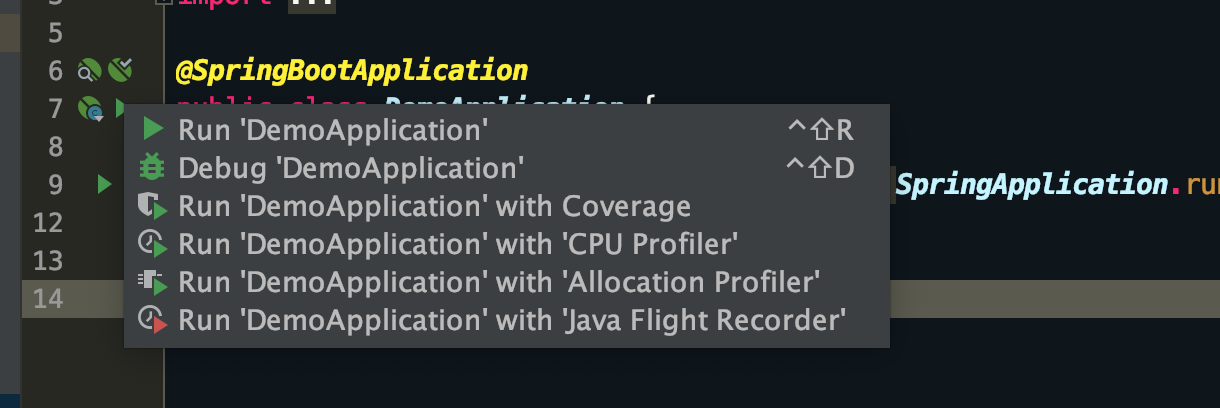 import ...
5
6 @SpringBootApplication
7 public class DemoApplication {
Run 'DemoApplication' ^⇧R
8
Debug 'DemoApplication' ^⇧D
9 SpringApplication.run
Run 'DemoApplication' with Coverage
12
Run 'DemoApplication' with 'CPU Profiler'
13
Run 'DemoApplication' with 'Allocation Profiler'
14
Run 'DemoApplication' with 'Java Flight Recorder'